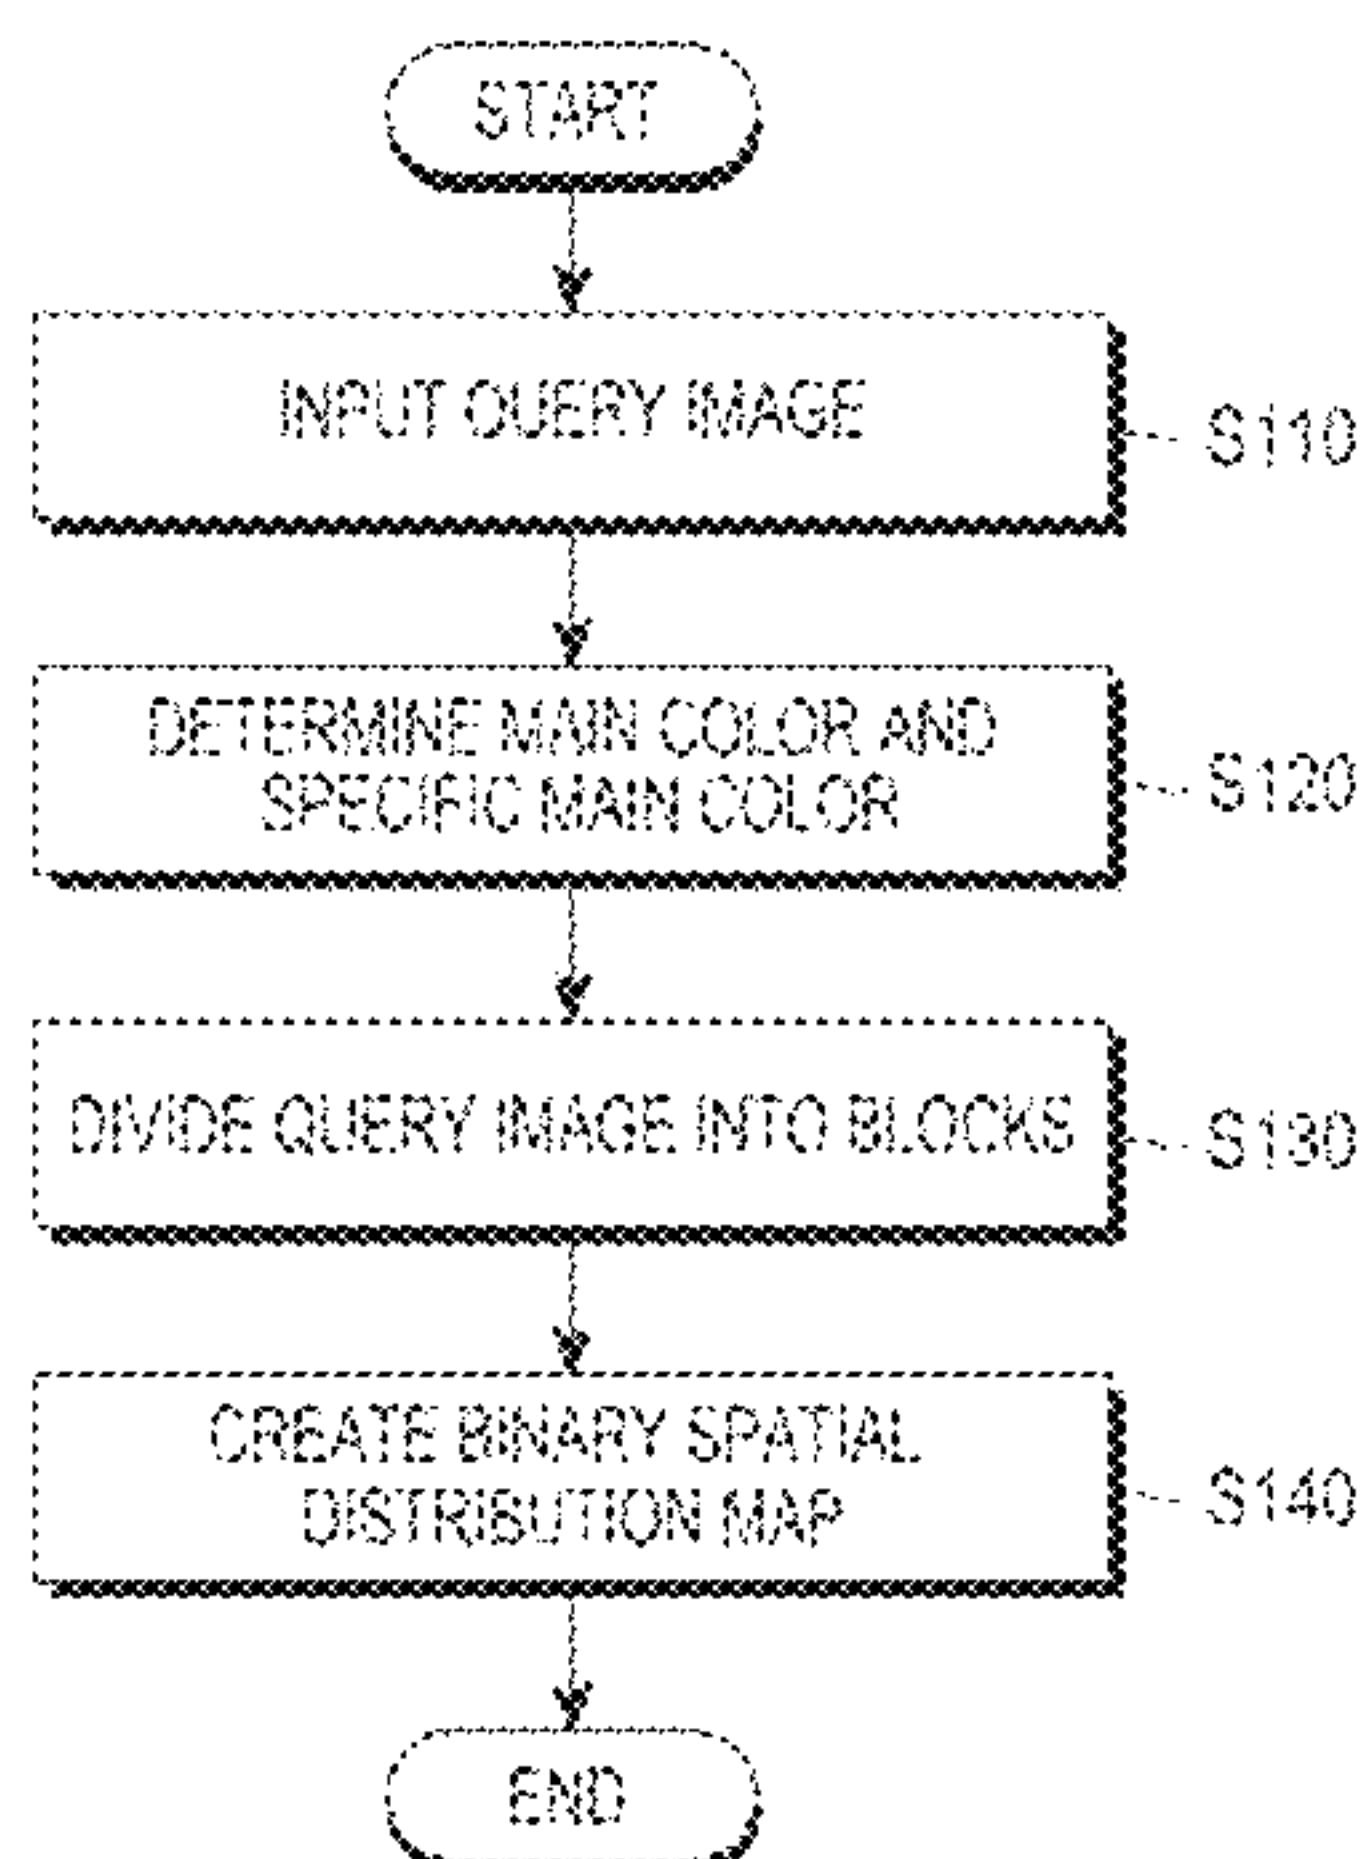 START
INPUT QUERY IMAGE
S110
DETERMINE MAIN COLOR AND
SPECIFIC MAIN COLOR
S120
DIVIDE QUERY IMAGE INTO BLOCKS
S130
CREATE BINARY SPATIAL
DISTRIBUTION MAP
S140
END